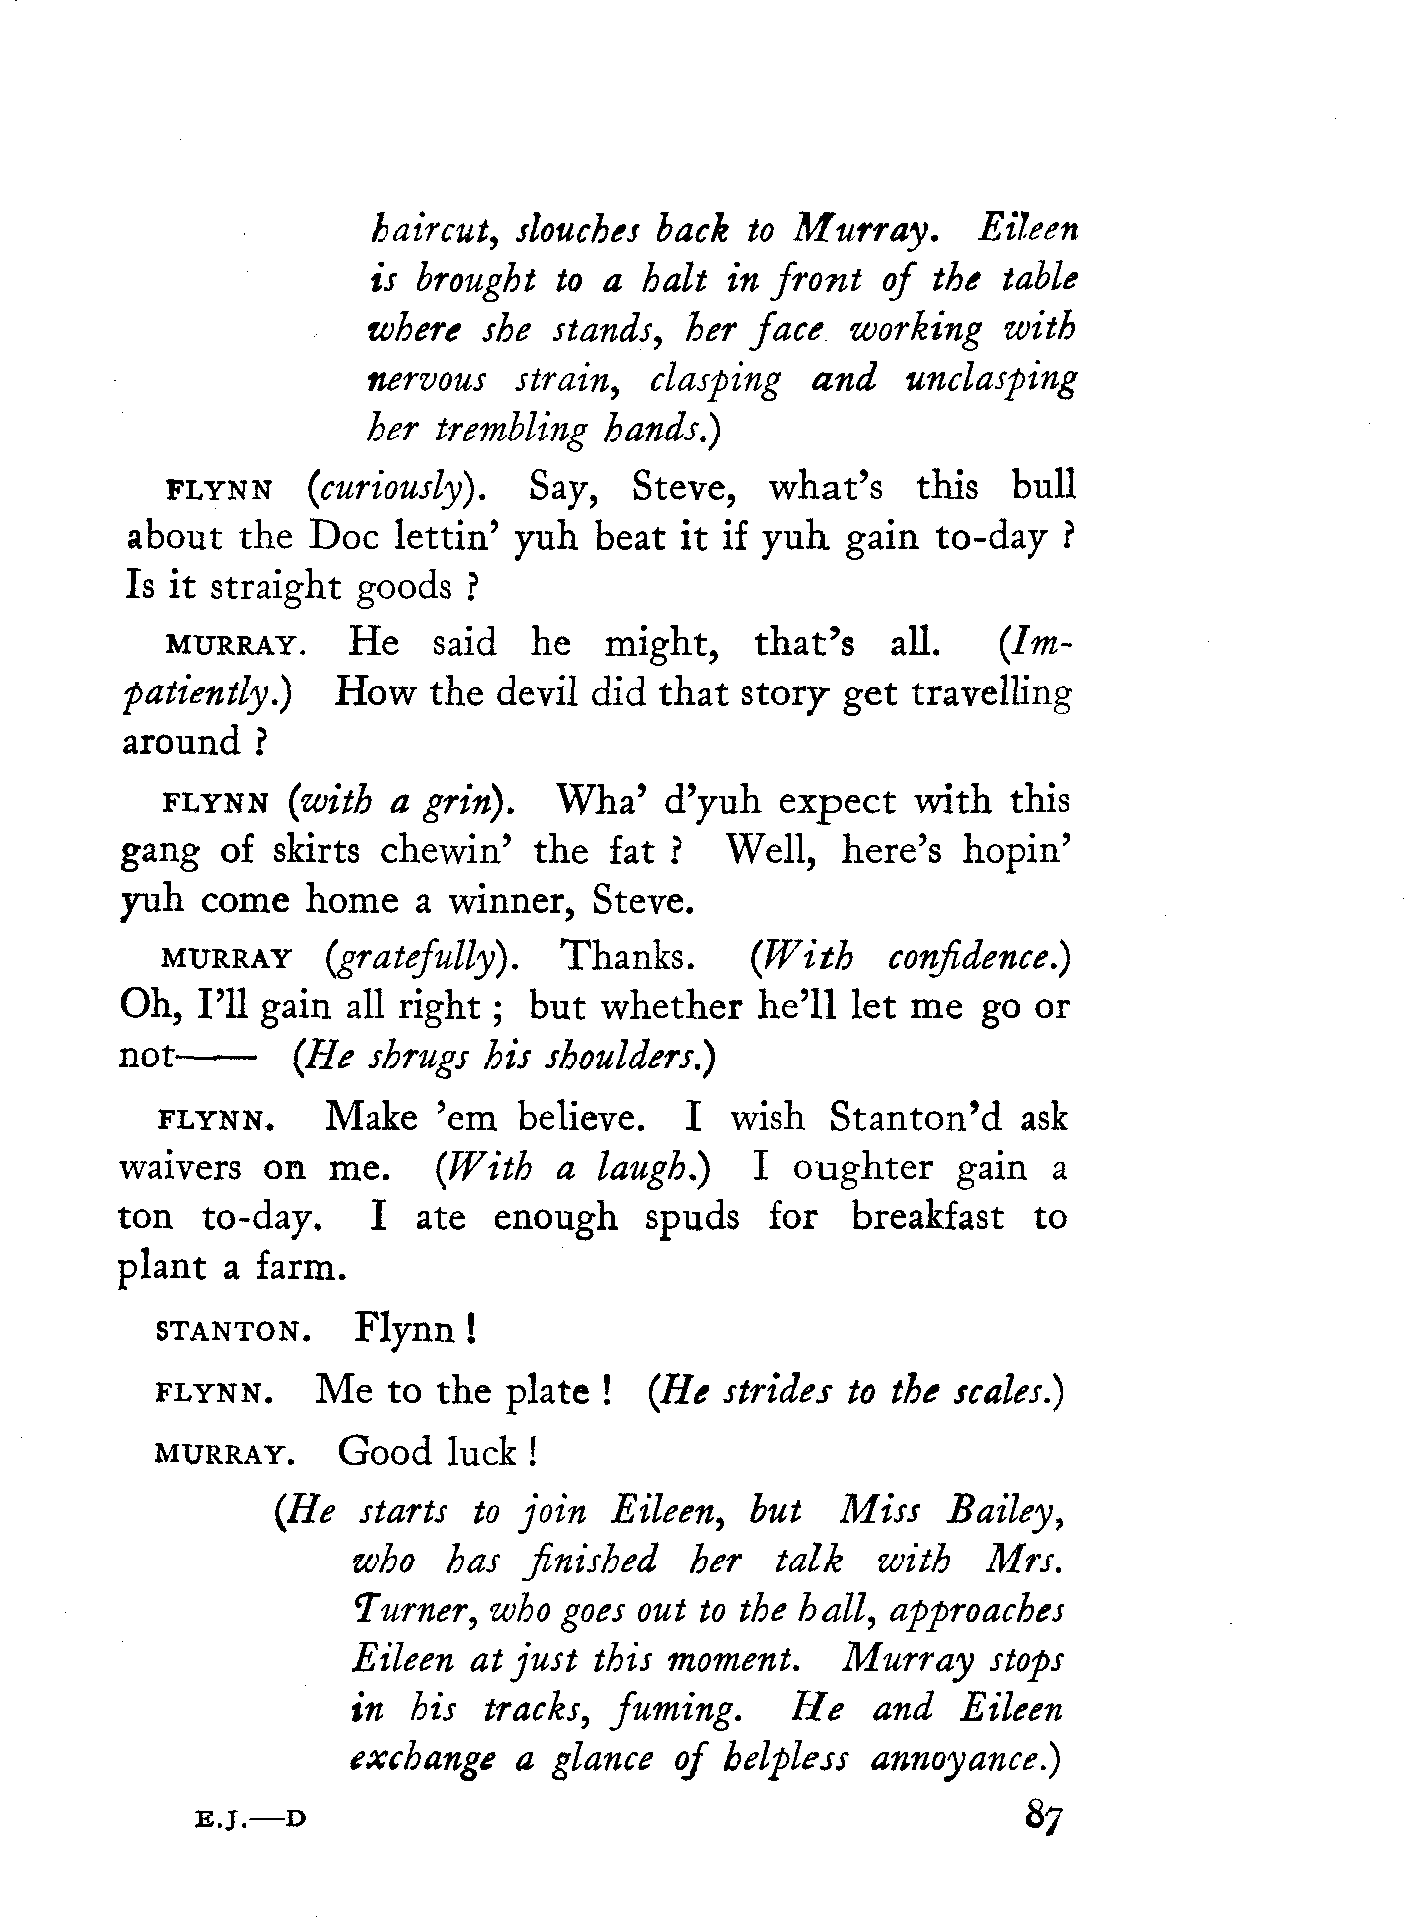 haircut, slouches back to Murray. Eileen
is brought to a halt in front of the table
where she stands, her face working with
nervous strain, clasping and unclasping
her trembling hands.)
FLYNN (curiously). Say, Steve, what's this bull
about the Doc lettin' yuh beat it if yuh gain to-day ?
Is it straight goods ?
MURRAY. He said he might, that's all. (Im-
patiently.) How the devil did that story get travelling
around ?
FLYNN (with a grin). Wha' d'yuh expect with this
gang of skirts chewin' the fat ? Well, here's hopin'
yuh come home a winner, Steve.
MURRAY (gratefully). Thanks. (With confidence.)
Oh, I'll gain all right ; but whether he'll let me go or
not—— (He shrugs his shoulders.)
FLYNN. Make 'em believe. I wish Stanton'd ask
waivers on me. (With a laugh.) I oughter gain a
ton to-day. I ate enough spuds for breakfast to
plant a farm.
STANTON. Flynn !
FLYNN. Me to the plate ! (He strides to the scales.)
MURRAY. Good luck !
(He starts to join Eileen, but Miss Bailey,
who has finished her talk with Mrs.
Turner, who goes out to the hall, approaches
Eileen at just this moment. Murray stops
in his tracks, fuming. He and Eileen
exchange a glance of helpless annoyance.)
E.J.—D 87